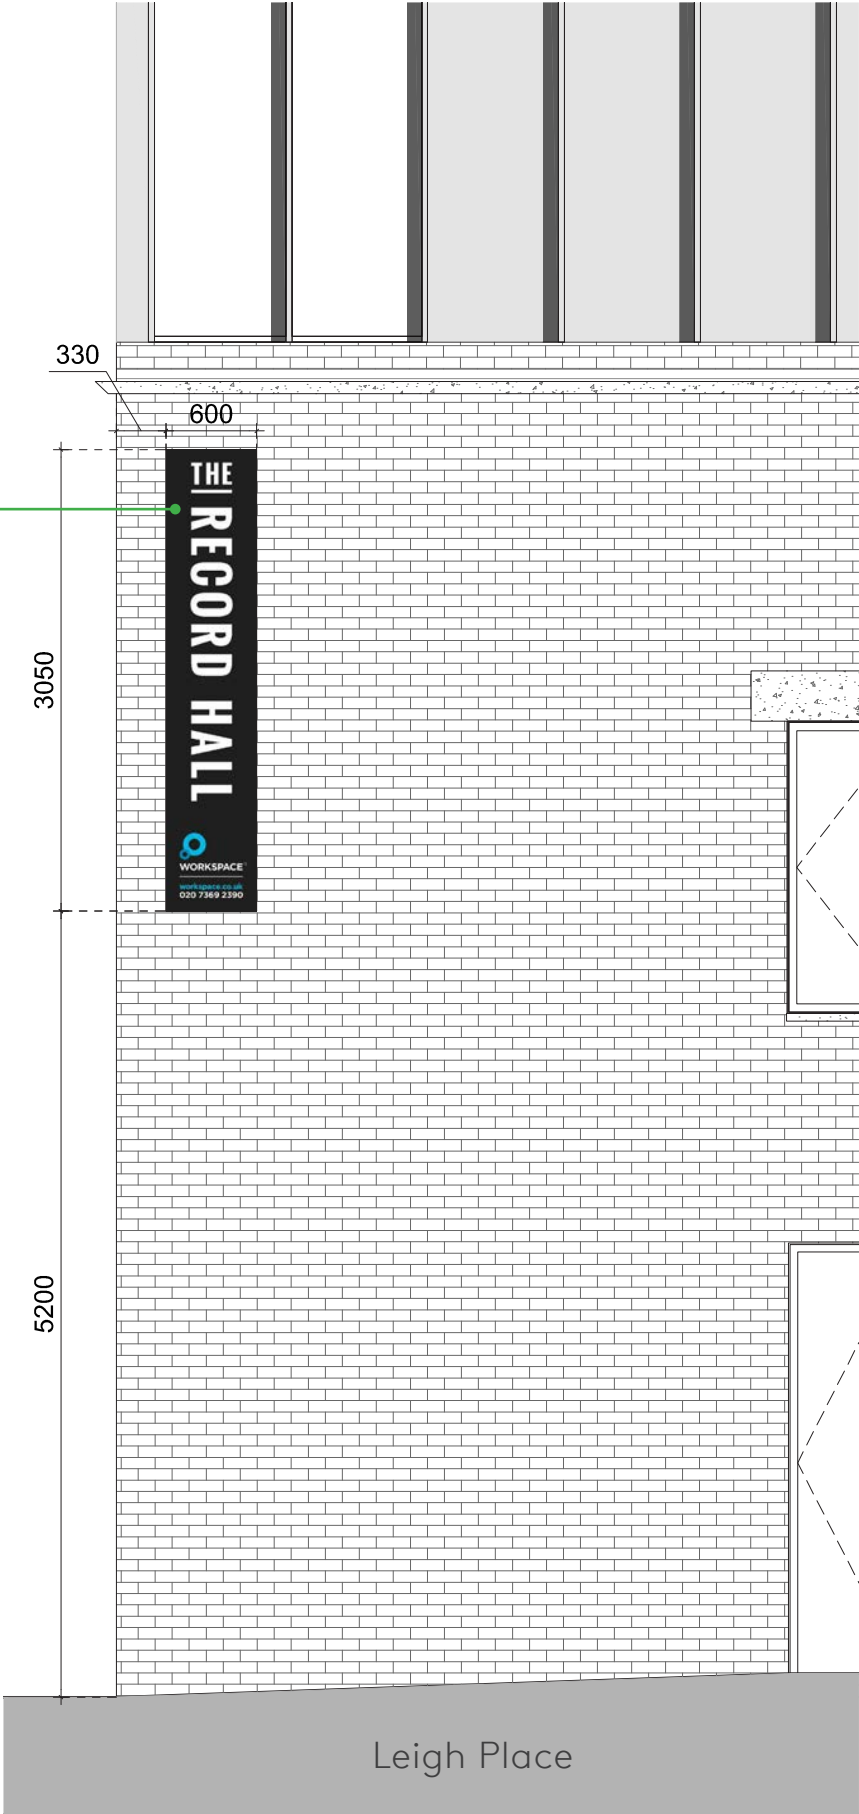 330
600
THE
RECORD HALL
3050
WORKSPACE
workspace.co.uk
020 7369 2390
5200
Leigh Place